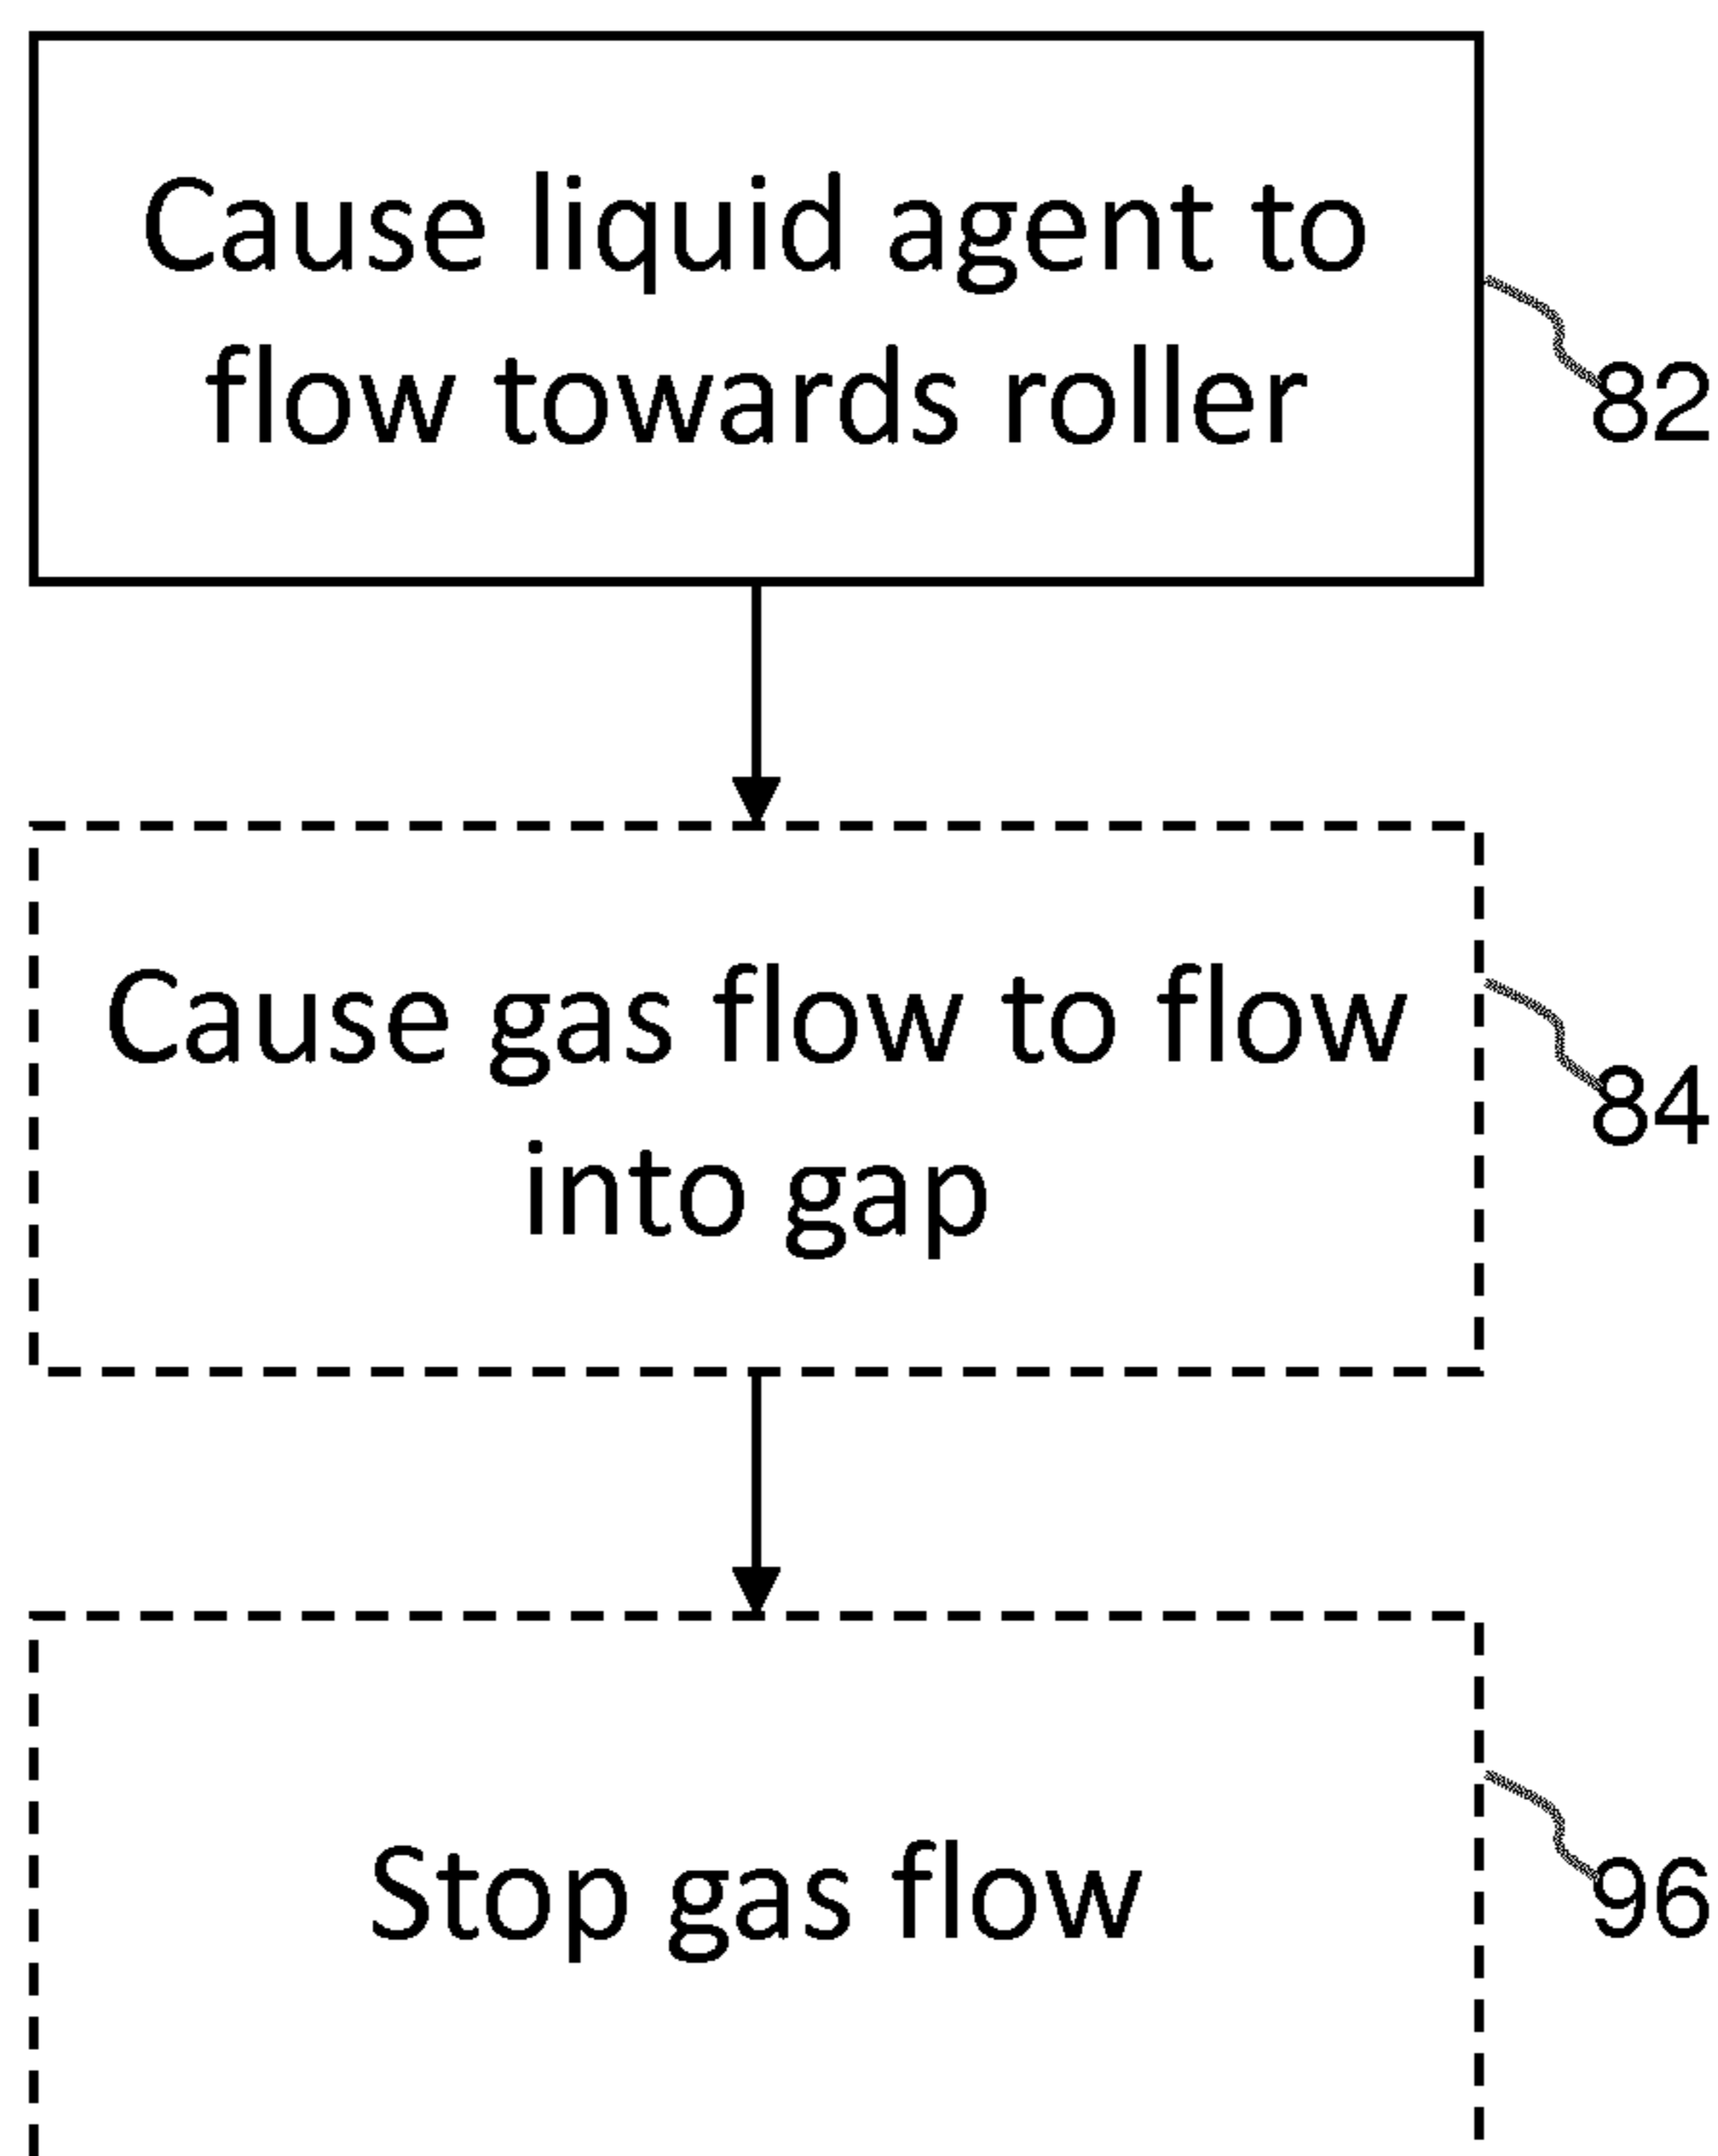 Cause liquid agent to
flow towards roller
82
Cause gas flow to flow
into gap
84
Stop gas flow
96